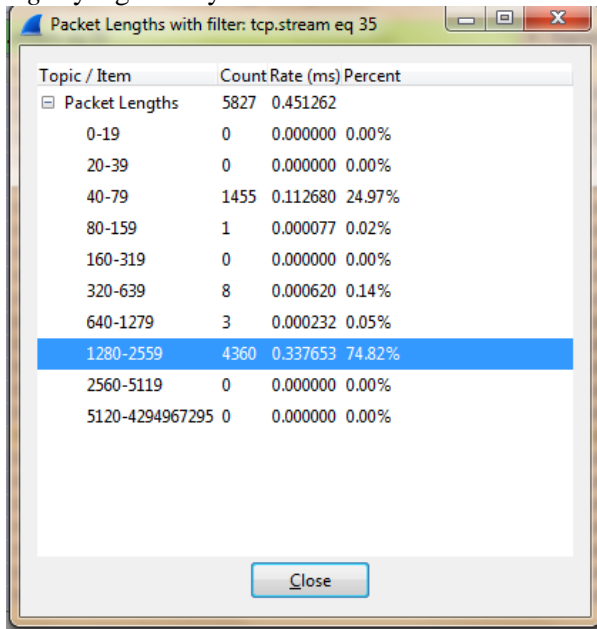 Packet Lengths with filter: tcp.stream eq 35
Topic / Item Count Rate (ms) Percent
Packet Lengths 5827 0.451262
0-19 0 0.000000 0.00%
20-39 0 0.000000 0.00%
40-79 1455 0.112680 24.97%
80-159 1 0.000077 0.02%
160-319 0 0.000000 0.00%
320-639 8 0.000620 0.14%
640-1279 3 0.000232 0.05%
1280-2559 4360 0.337653 74.82%
2560-5119 0 0.000000 0.00%
5120-4294967295 0 0.000000 0.00%
Close